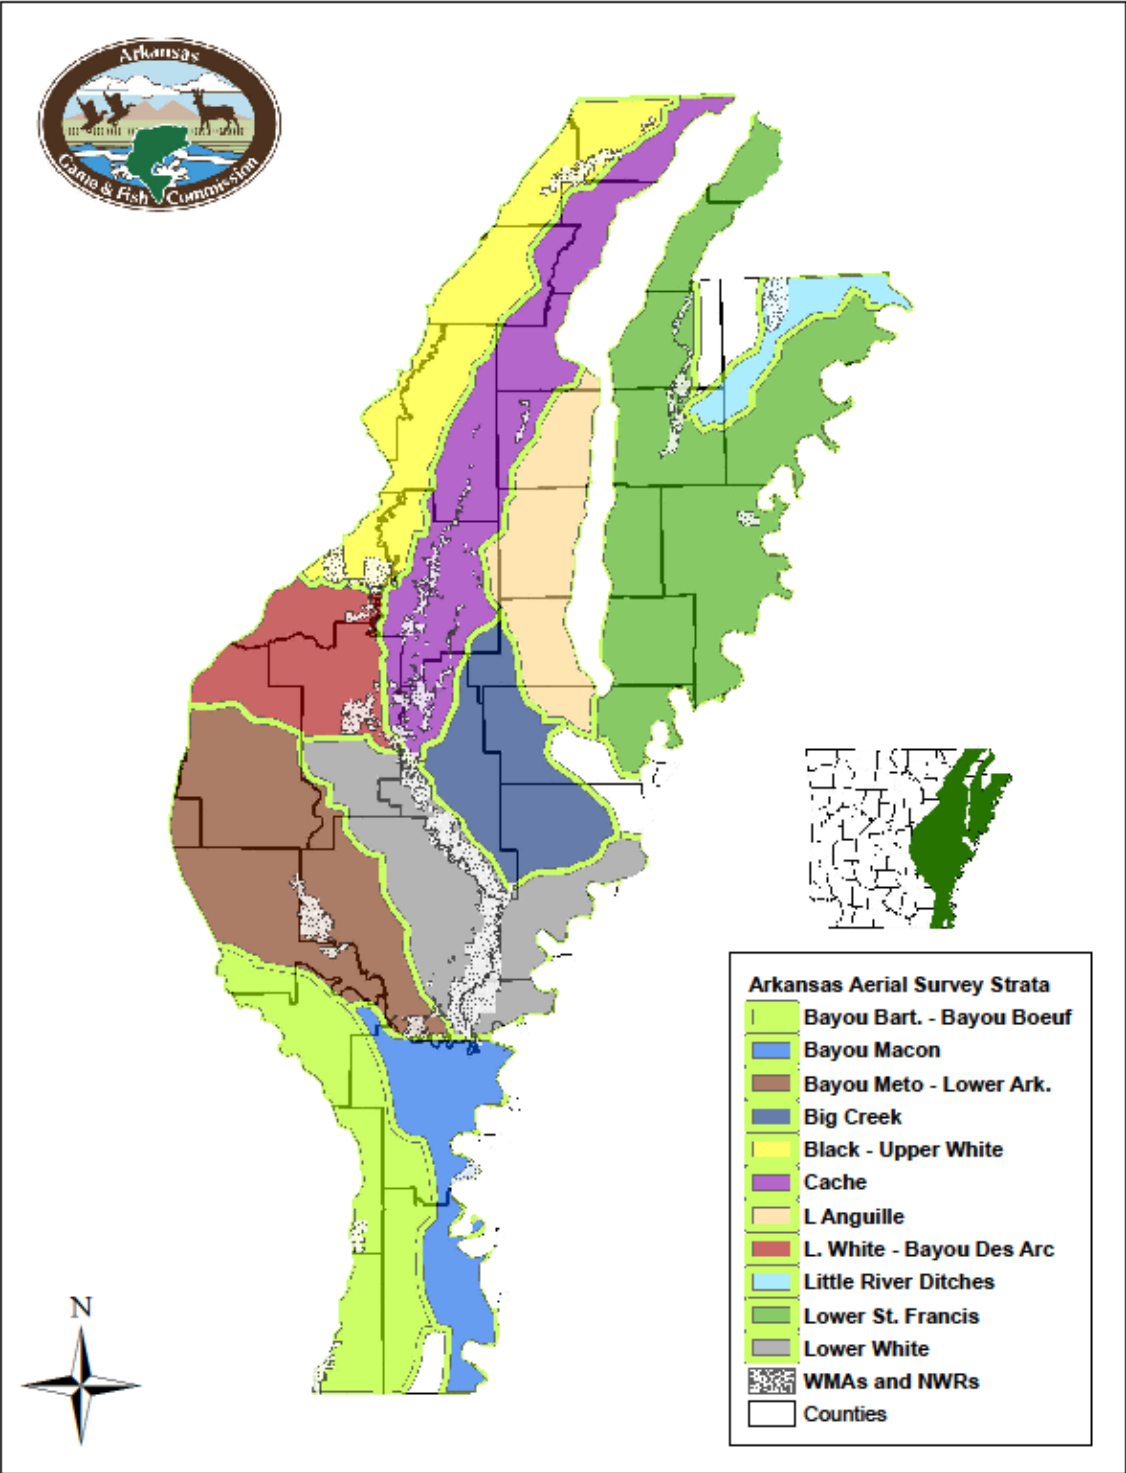 Arkansas
Game & Fish Commission
Arkansas Aerial Survey Strata
Bayou Bart. - Bayou Boeuf
Bayou Macon
Bayou Meto - Lower Ark.
Big Creek
Black - Upper White
Cache
L Anguille
L. White - Bayou Des Arc
Little River Ditches
Lower St. Francis
Lower White
WMAs and NWRs
Counties
N